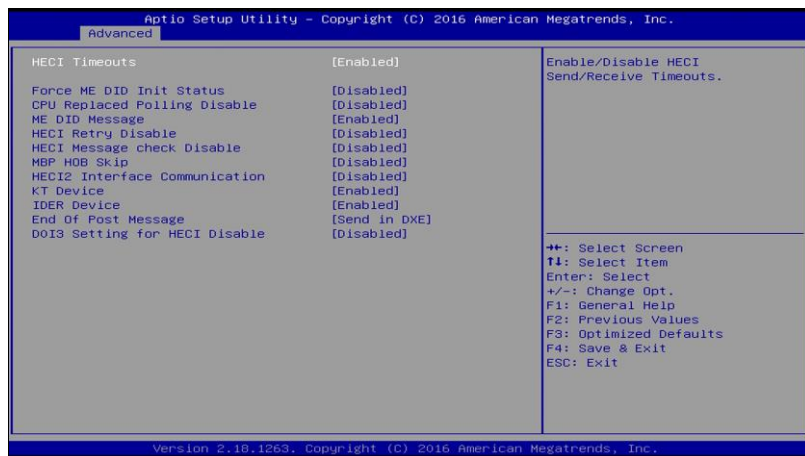 Aptio Setup Utility – Copyright (C) 2016 American Megatrends, Inc.
Advanced
HECI Timeouts [Enabled]
Force ME DID Init Status [Disabled]
CPU Replaced Polling Disable [Disabled]
ME DID Message [Enabled]
HECI Retry Disable [Disabled]
HECI Message check Disable [Disabled]
MBP HOB Skip [Disabled]
HECI2 Interface Communication [Disabled]
KT Device [Enabled]
IDER Device [Enabled]
End Of Post Message [Send in DXE]
D0I3 Setting for HECI Disable [Disabled]
Enable/Disable HECI
Send/Receive Timeouts.
→←: Select Screen
↑↓: Select Item
Enter: Select
+/-: Change Opt.
F1: General Help
F2: Previous Values
F3: Optimized Defaults
F4: Save & Exit
ESC: Exit
Version 2.18.1263. Copyright (C) 2016 American Megatrends, Inc.